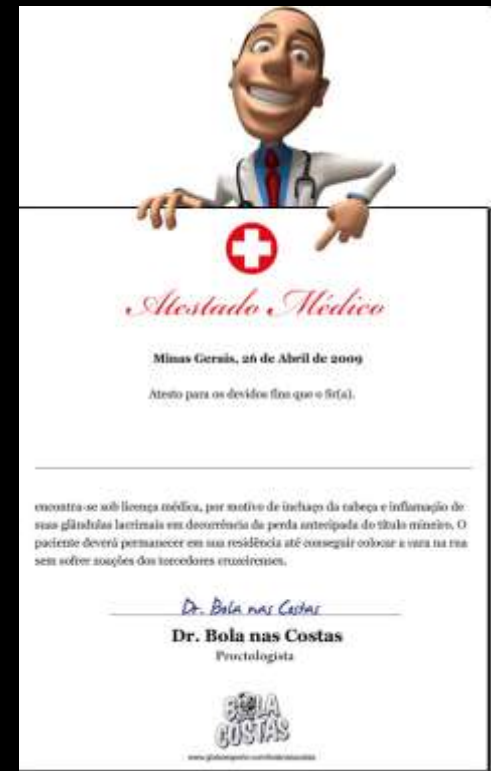 Atestado Médico
Minas Gerais, 26 de Abril de 2009
Atesto para os devidos fins que o Sr(a).
encontra-se sob licença médica, por motivo de inchaço da cabeça e inflamação de
suas glândulas lacrimais em decorrência da perda antecipada do título mineiro. O
paciente deverá permanecer em sua residência até conseguir colocar a cara na rua
sem sofrer zoações dos torcedores cruzeirenses.
Dr. Bola nas Costas
Dr. Bola nas Costas
Proctologista
BOLA
COSTAS